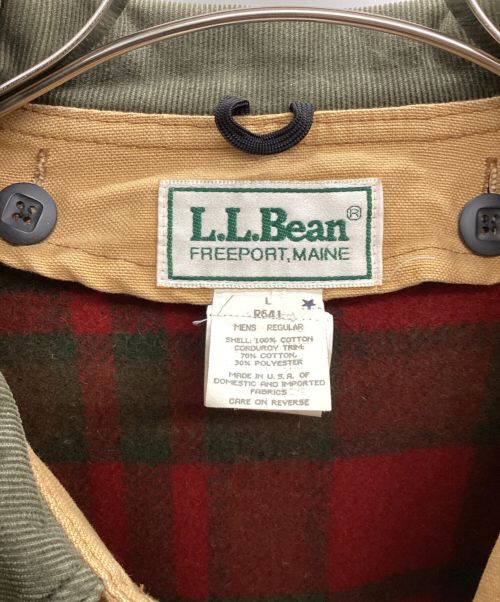 L.L.Bean®
FREEPORT, MAINE
L
R641
MENS REGULAR
SHELL: 100% COTTON
CORDUROY TRIM:
70% COTTON,
30% POLYESTER
MADE IN U.S.A. OF
DOMESTIC AND IMPORTED
FABRICS
CARE ON REVERSE